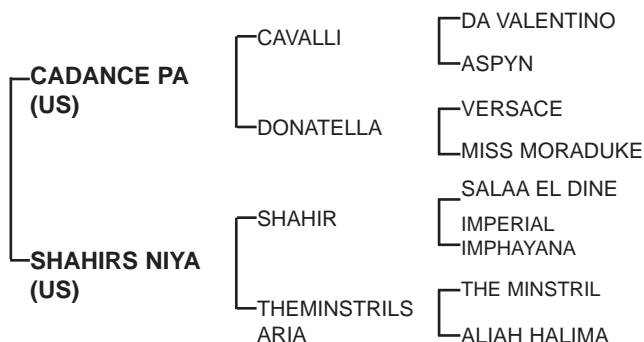 DA VALENTINO
CAVALLI
ASPYN
CADANCE PA
(US)
VERSACE
DONATELLA
MISS MORADUKE
SALAA EL DINE
SHAHIR
IMPERIAL
IMPHAYANA
SHAHIRS NIYA
(US)
THE MINSTRIL
THEMINSTRILS
ARIA
ALIAH HALIMA